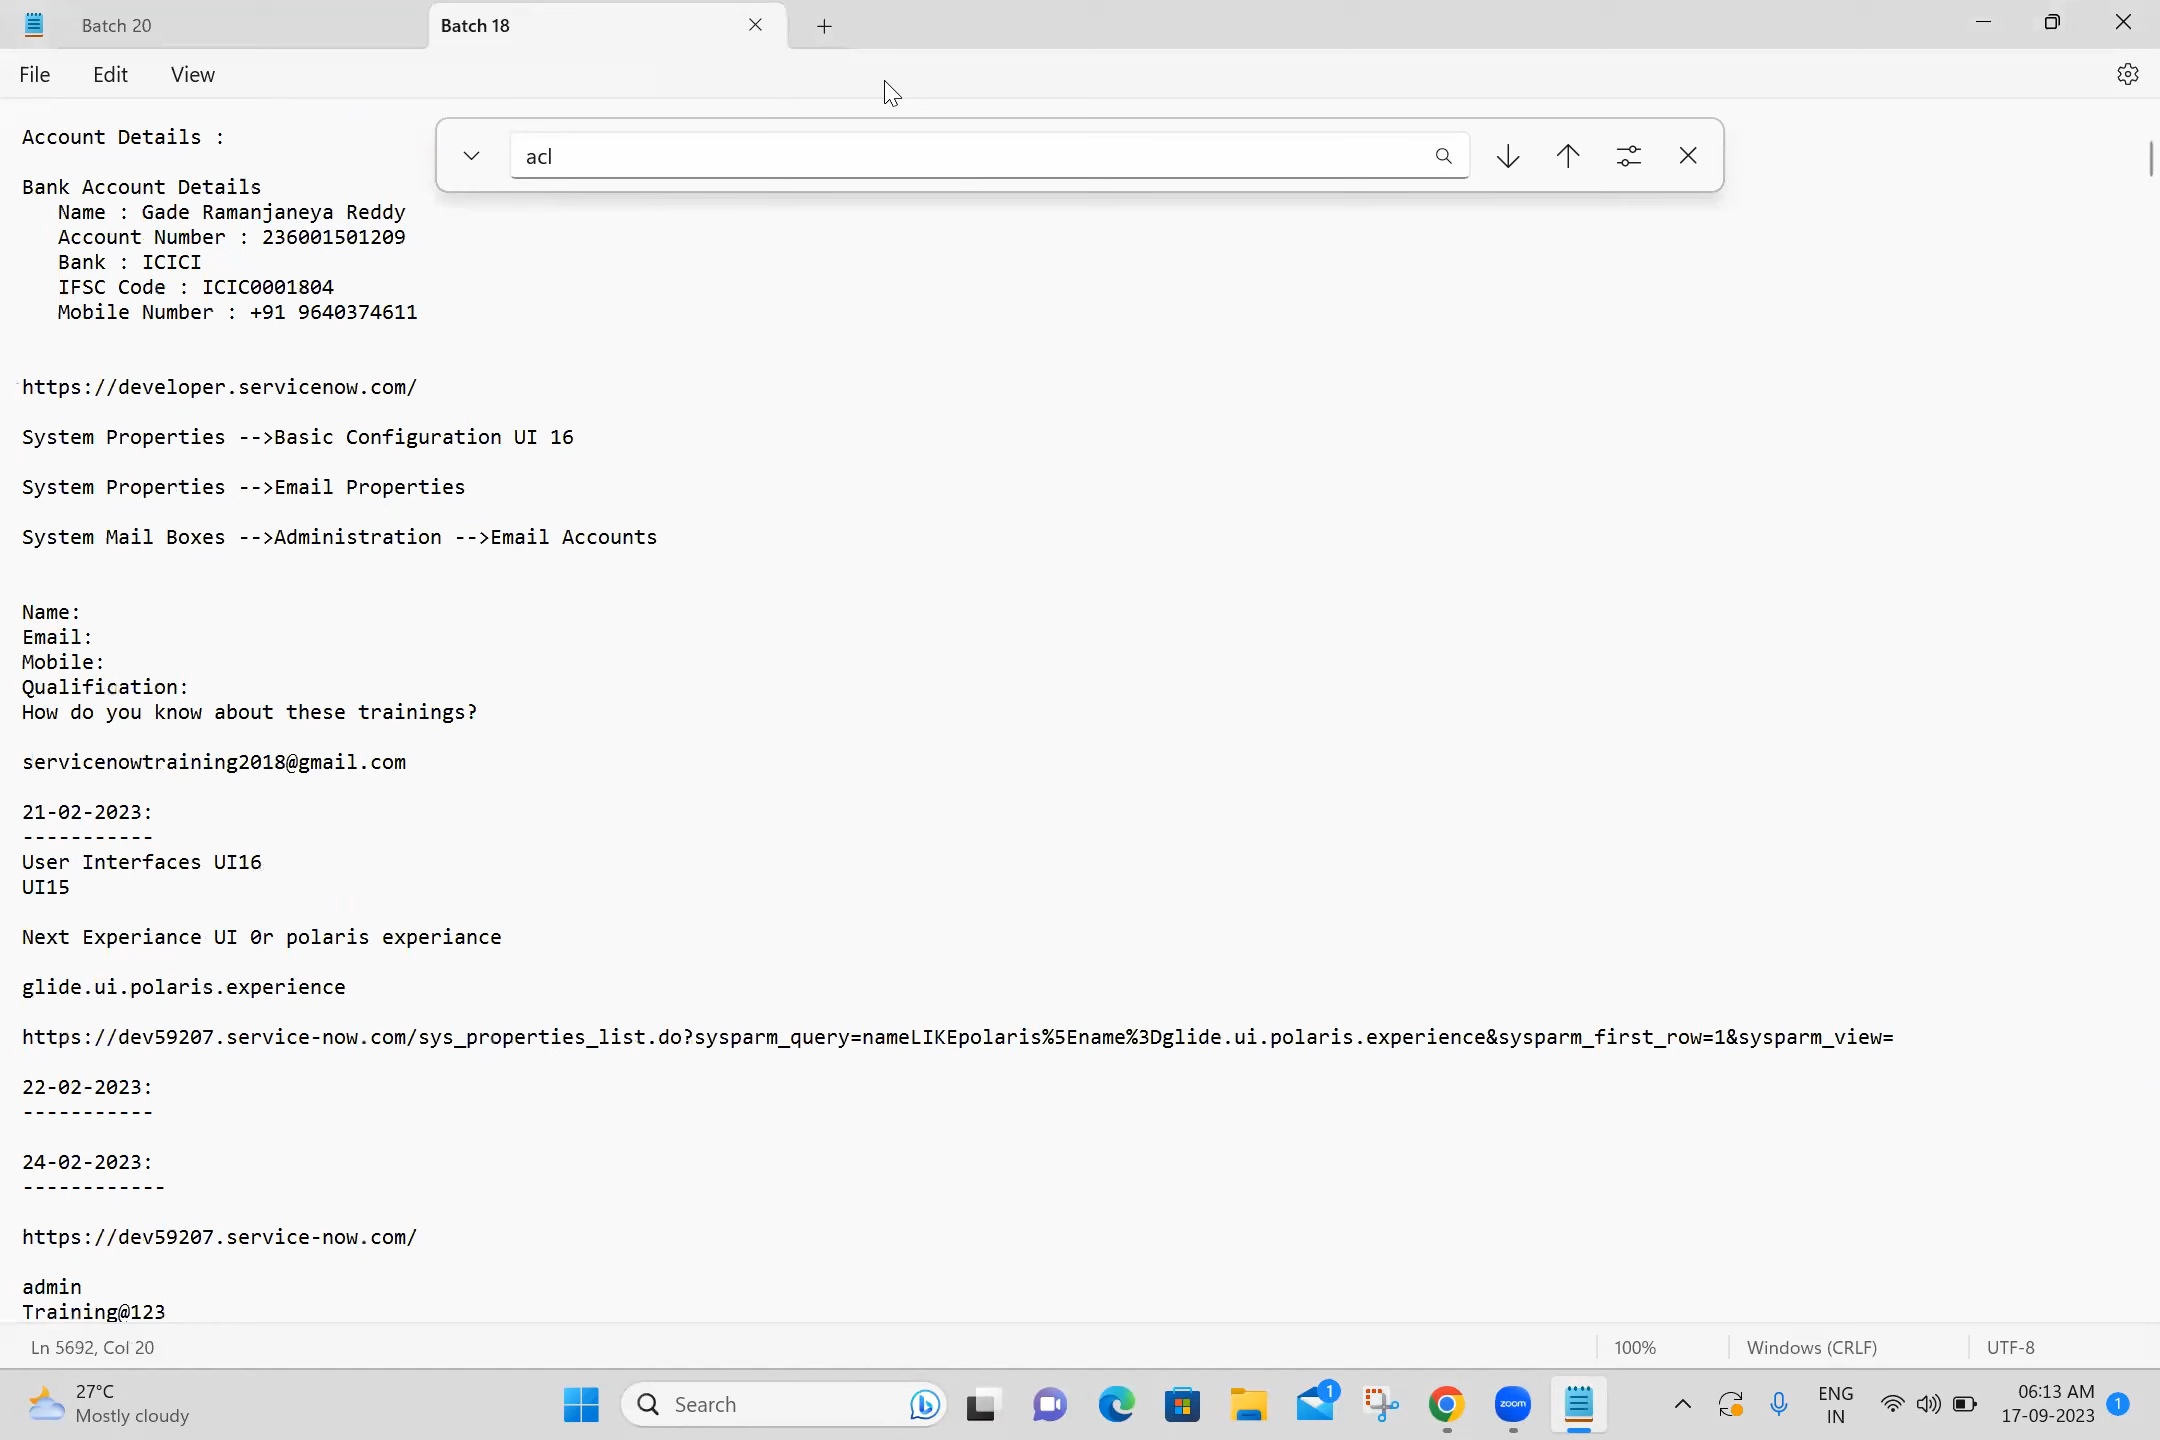 Batch 20
Batch 18
File Edit View
acl
Account Details :
Bank Account Details
Name : Gade Ramanjaneya Reddy
Account Number : 236001501209
Bank : ICICI
IFSC Code : ICIC0001804
Mobile Number : +91 9640374611
https://developer.servicenow.com/
System Properties -->Basic Configuration UI 16
System Properties -->Email Properties
System Mail Boxes -->Administration -->Email Accounts
Name:
Email:
Mobile:
Qualification:
How do you know about these trainings?
servicenowtraining2018@gmail.com
21-02-2023:
-----------
User Interfaces UI16
UI15
Next Experiance UI 0r polaris experiance
glide.ui.polaris.experience
https://dev59207.service-now.com/sys_properties_list.do?sysparm_query=nameLIKEpolaris%5Ename%3Dglide.ui.polaris.experience&sysparm_first_row=1&sysparm_view=
22-02-2023:
-----------
24-02-2023:
------------
https://dev59207.service-now.com/
admin
Training@123
Ln 5692, Col 20
100%
Windows (CRLF)
UTF-8
27°C
Mostly cloudy
Search
1
zoom
ENG
IN
06:13 AM
17-09-2023
1